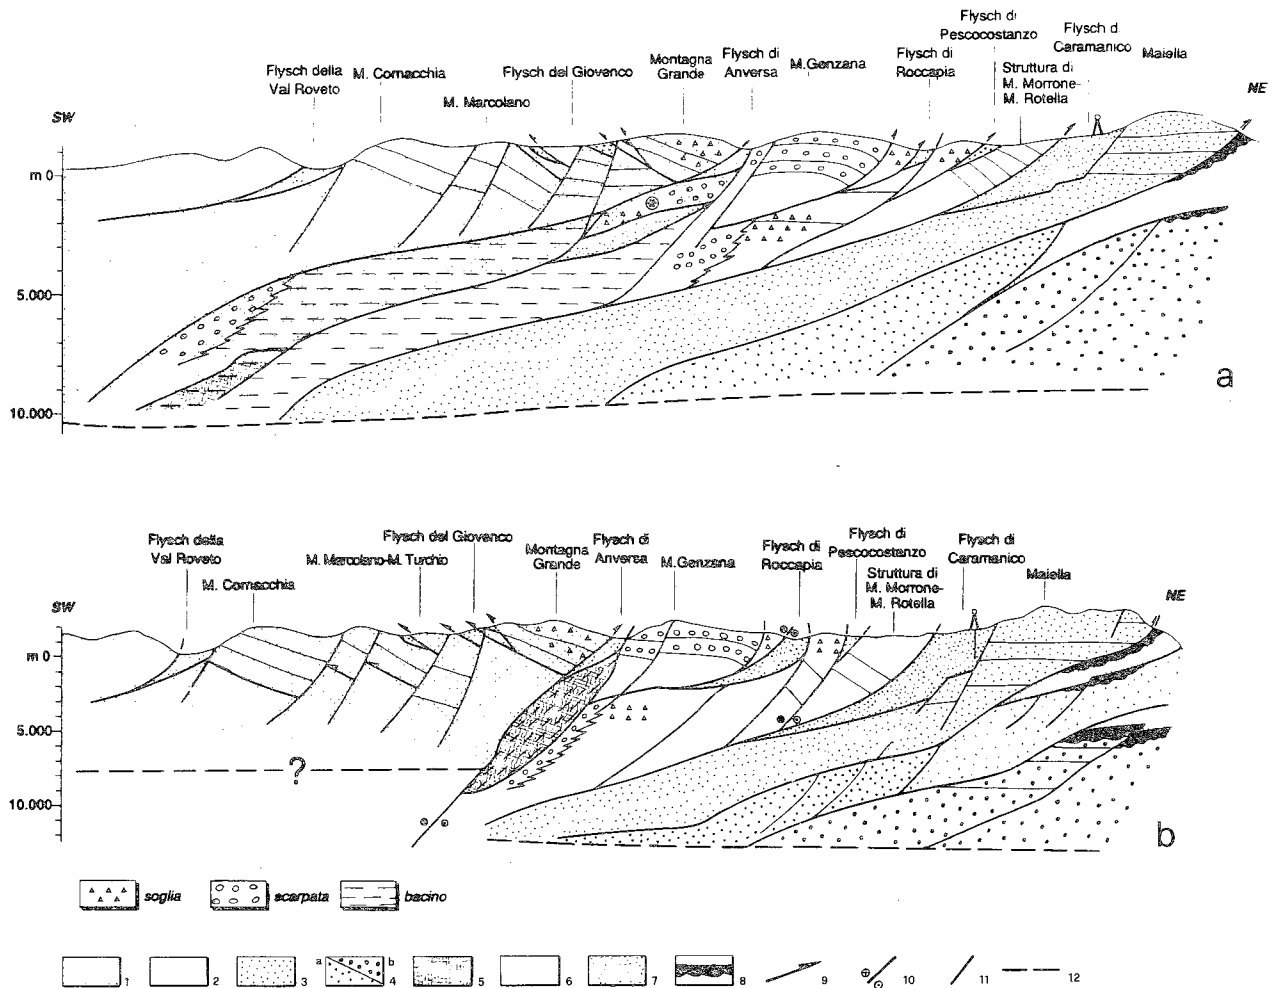 Flysch di
Pescocostanzo
Flysch d
Caramanico
Maiella
Flysch di
Roccapia
Struttura di
M. Morrone-
M. Rotella
M. Genzana
Flysch di
Anversa
Montagna
Grande
Flysch del Giovenco
M. Marcolano
M. Cornacchia
Flysch della
Val Roveto
SW
NE
m 0
5.000
10.000
a
Flysch della
Val Roveto
M. Cornacchia
M. Marcolano-M. Turchio
Flysch del Giovenco
Montagna
Grande
Flysch di
Anversa
M. Genzana
Flysch di
Roccapia
Flysch di
Pescocostanzo
Struttura di
M. Morrone-
M. Rotella
Flysch di
Caramanico
Maiella
SW
NE
m 0
5.000
10.000
?
b
soglia
scarpata
bacino
1
2
3
a b 4
5
6
7
8
9
10
11
12